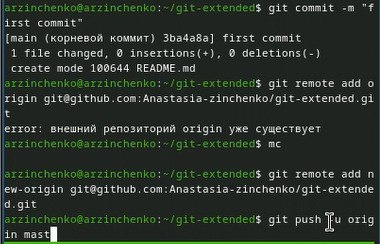 arzinchenko@arzinchenko:~/git-extended$ git commit -m "f
irst commit"
[main (корневой коммит) 3ba4a8a] first commit
 1 file changed, 0 insertions(+), 0 deletions(-)
 create mode 100644 README.md
arzinchenko@arzinchenko:~/git-extended$ git remote add o
rigin git@github.com:Anastasia-zinchenko/git-extended.gi
t
error: внешний репозиторий origin уже существует
arzinchenko@arzinchenko:~/git-extended$ mc

arzinchenko@arzinchenko:~/git-extended$ git remote add n
ew-origin git@github.com:Anastasia-zinchenko/git-extende
d.git
arzinchenko@arzinchenko:~/git-extended$ git push -u orig
in mast